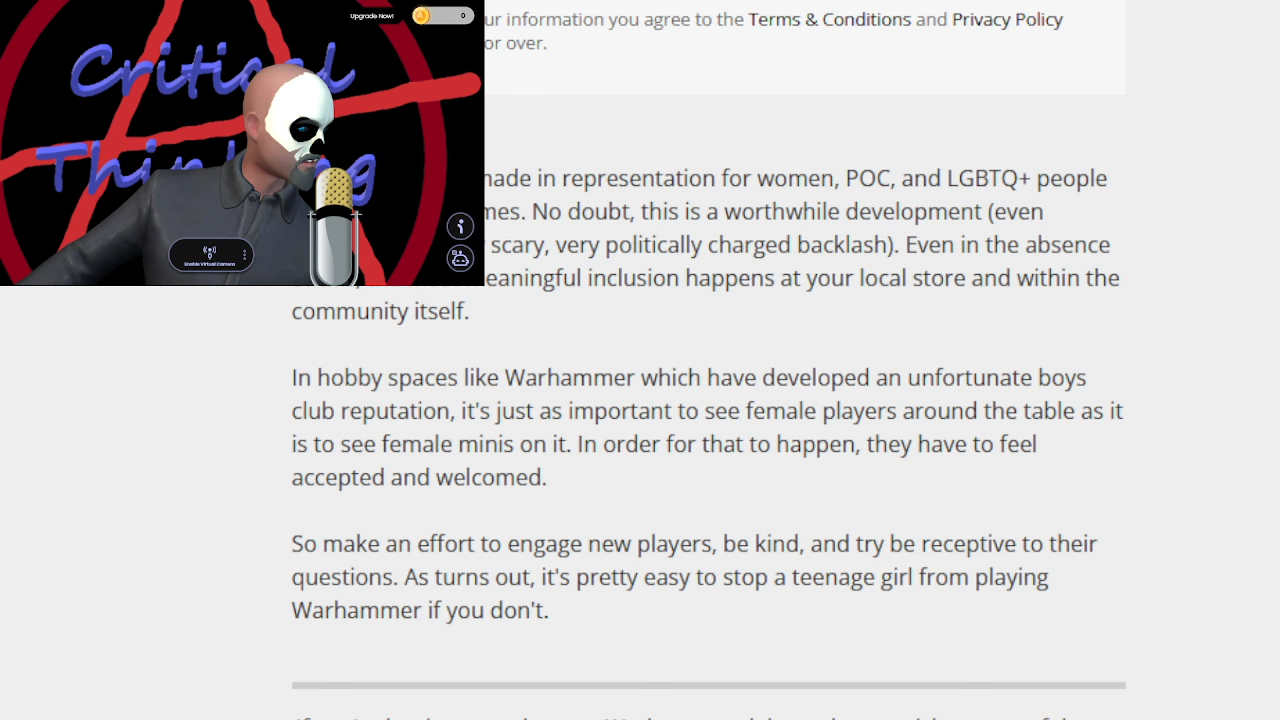 Upgrade Now!
0
Critical
Thinking
Enable Virtual Camera
ur information you agree to the Terms & Conditions and Privacy Policy
or over.
made in representation for women, POC, and LGBTQ+ people
mes. No doubt, this is a worthwhile development (even
scary, very politically charged backlash). Even in the absence
eaningful inclusion happens at your local store and within the
community itself.
In hobby spaces like Warhammer which have developed an unfortunate boys
club reputation, it's just as important to see female players around the table as it
is to see female minis on it. In order for that to happen, they have to feel
accepted and welcomed.
So make an effort to engage new players, be kind, and try be receptive to their
questions. As turns out, it's pretty easy to stop a teenage girl from playing
Warhammer if you don't.